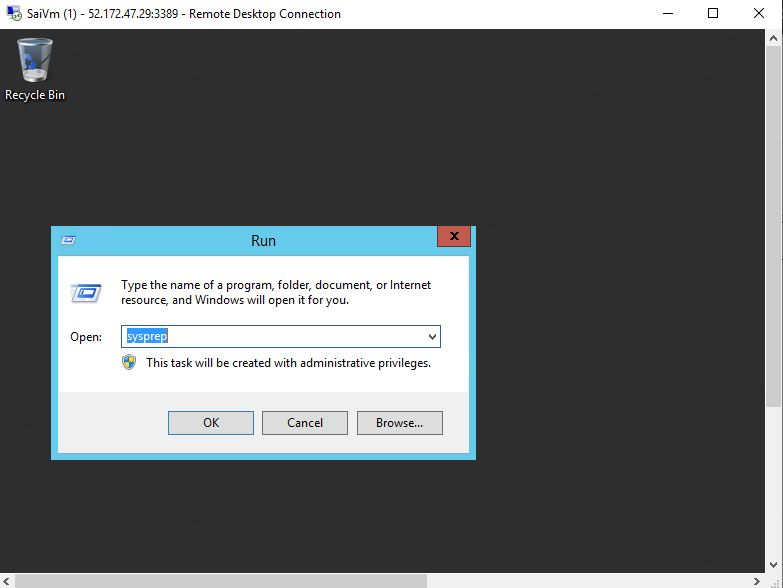 SaiVm (1) - 52.172.47.29:3389 - Remote Desktop Connection
Recycle Bin
Run
x
Type the name of a program, folder, document, or Internet
resource, and Windows will open it for you.
Open: sysprep
This task will be created with administrative privileges.
OK Cancel Browse...